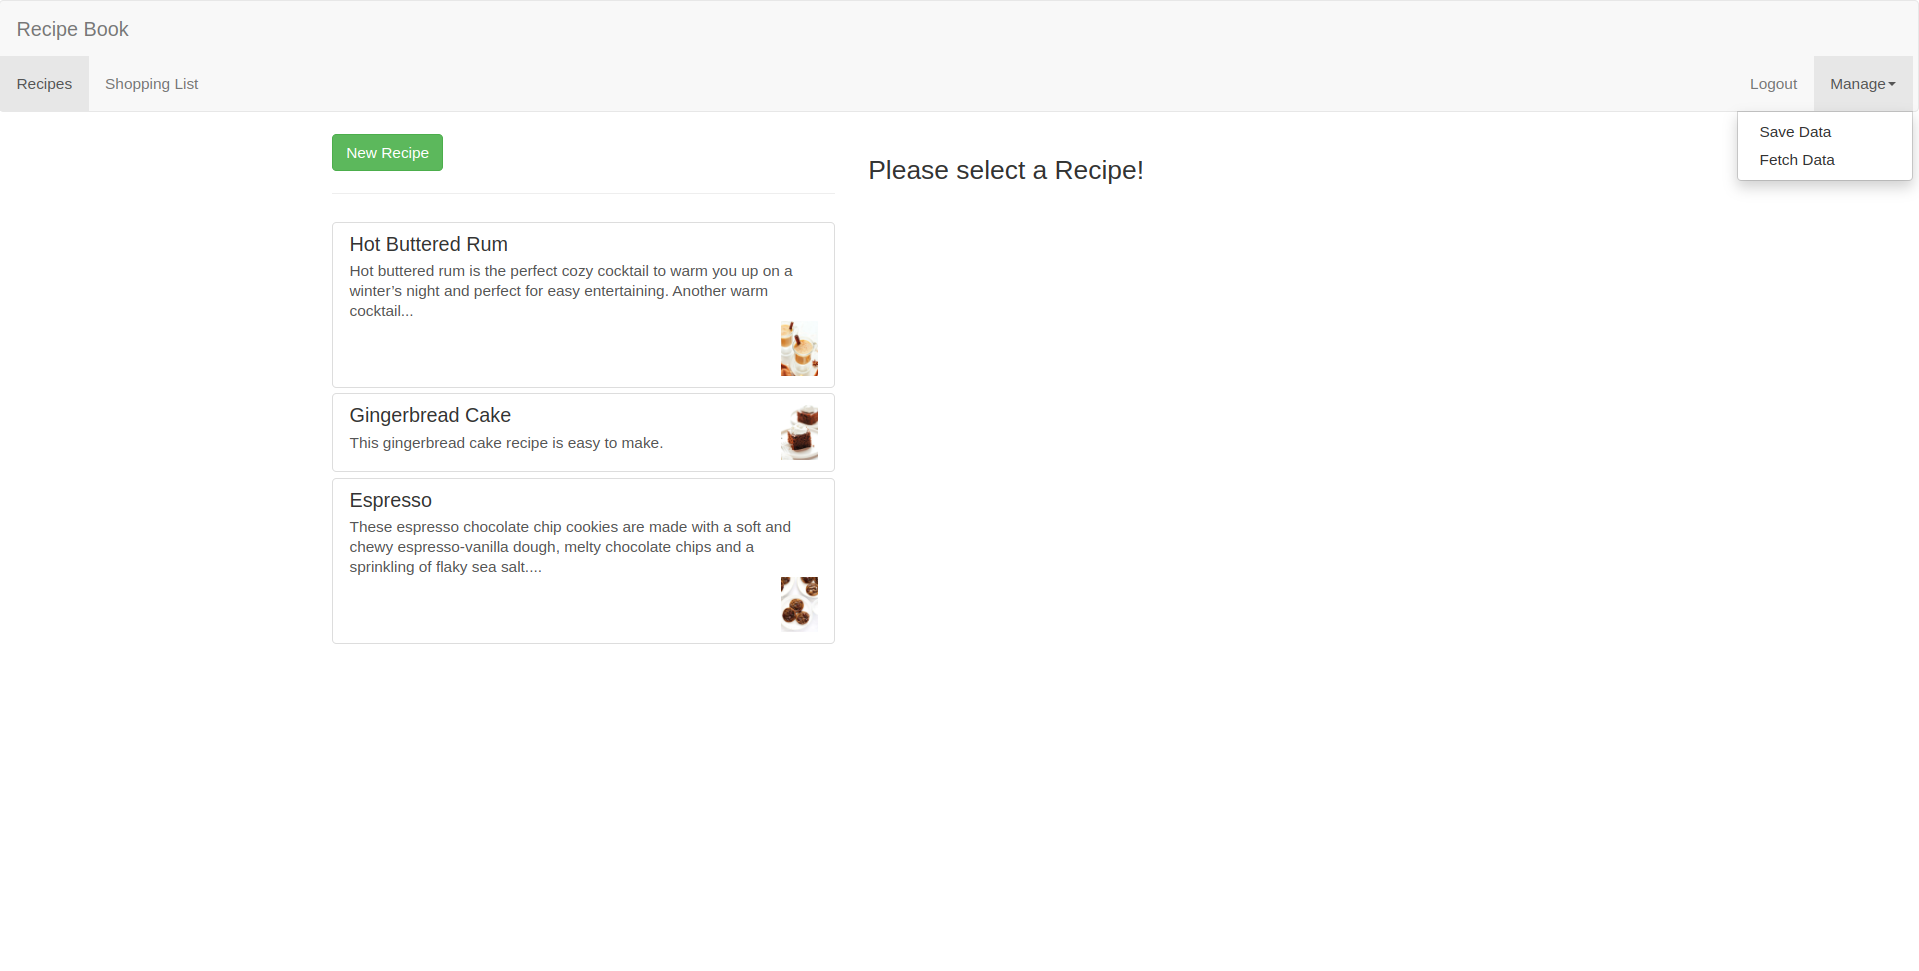 Recipe Book
Recipes
Shopping List
Logout
Manage
Save Data
Fetch Data
New Recipe
Please select a Recipe!
Hot Buttered Rum
Hot buttered rum is the perfect cozy cocktail to warm you up on a
winter’s night and perfect for easy entertaining. Another warm
cocktail...
Gingerbread Cake
This gingerbread cake recipe is easy to make.
Espresso
These espresso chocolate chip cookies are made with a soft and
chewy espresso-vanilla dough, melty chocolate chips and a
sprinkling of flaky sea salt....